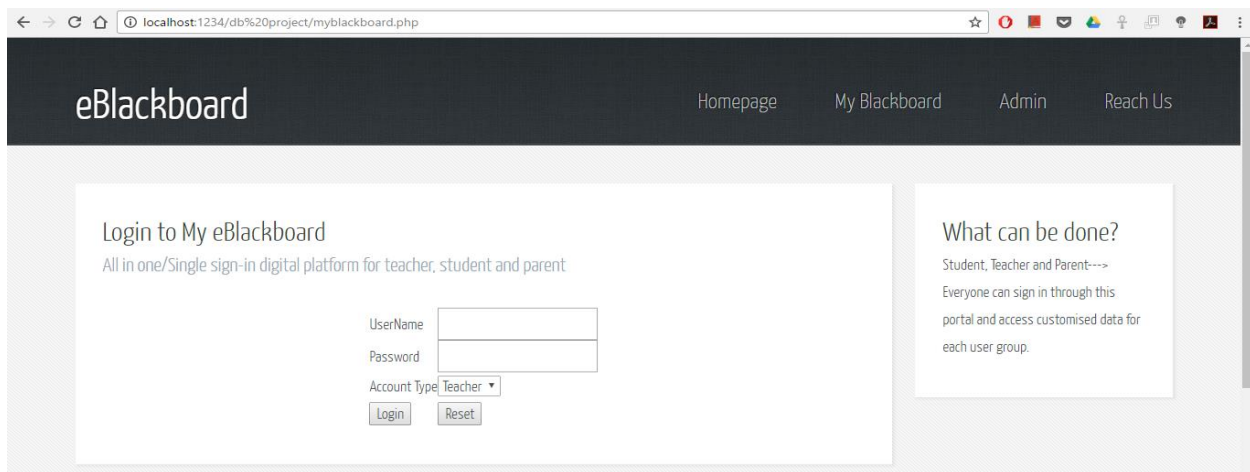 localhost:1234/db%20project/myblackboard.php
eBlackboard
Homepage My Blackboard Admin Reach Us
Login to My eBlackboard
All in one/Single sign-in digital platform for teacher, student and parent
UserName
Password
Account Type Teacher
Login Reset
What can be done?
Student, Teacher and Parent--->
Everyone can sign in through this
portal and access customised data for
each user group.